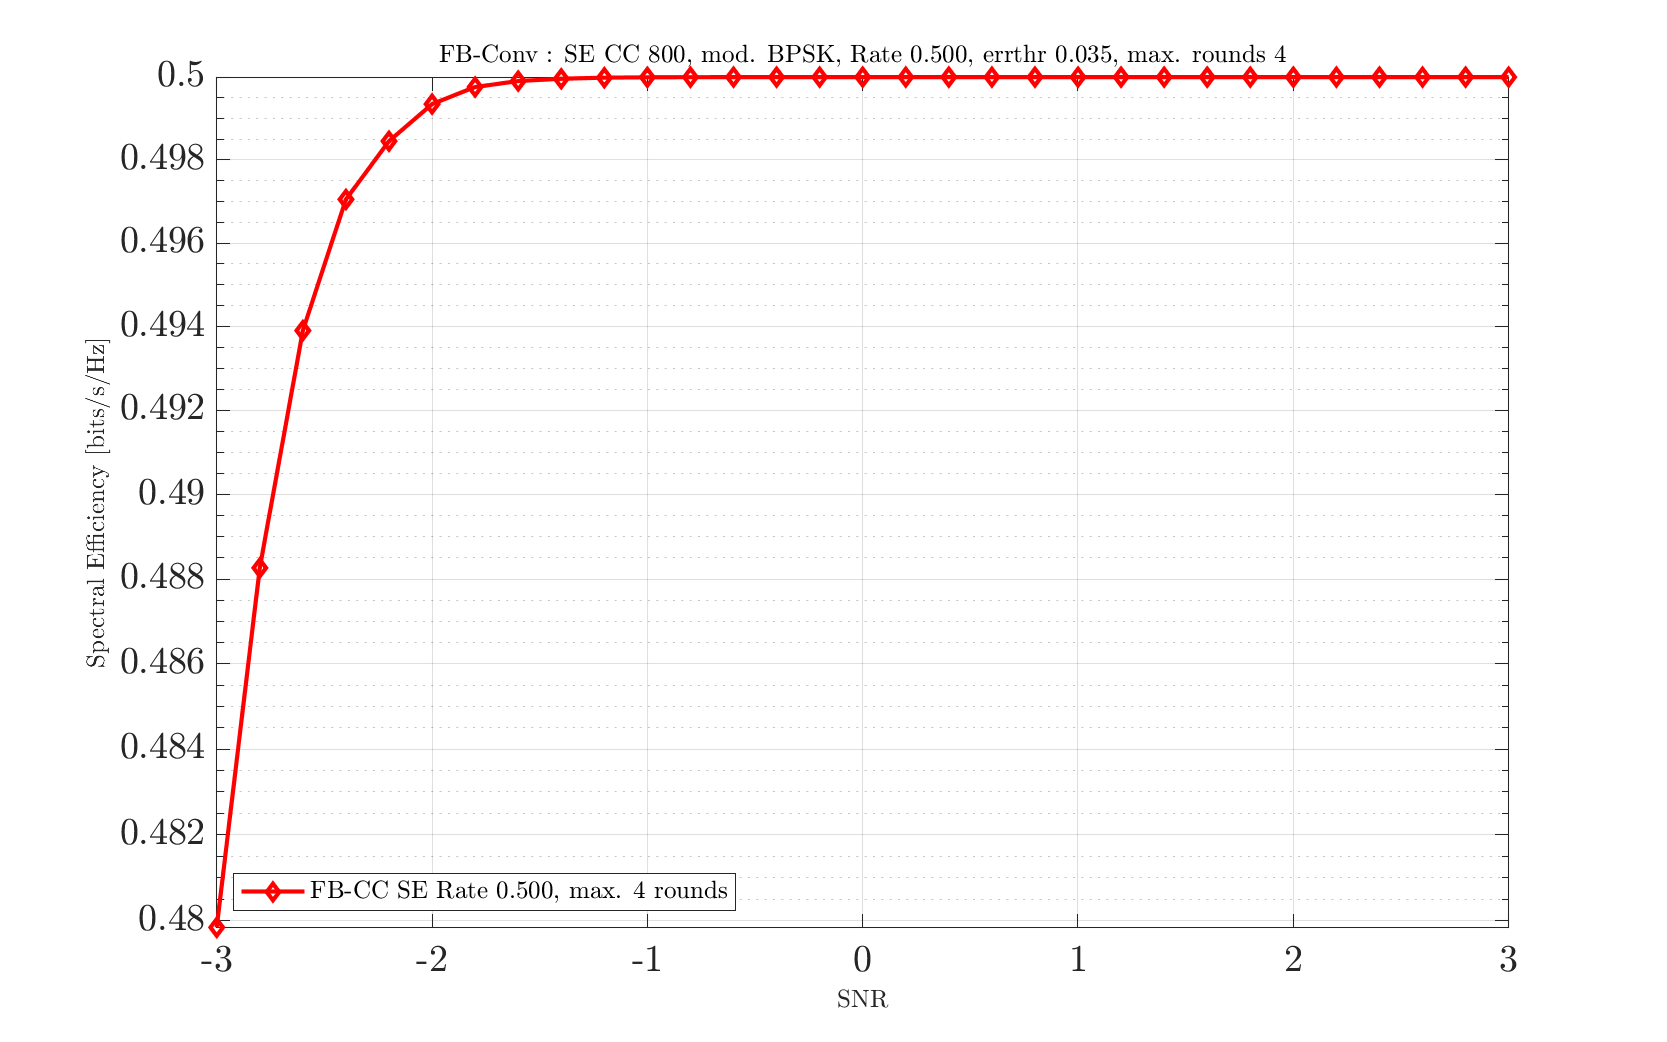 FB-Conv : SE CC 800, mod. BPSK, Rate 0.500, errthr 0.035, max. rounds 4
0.5
0.498
0.496
0.494
0.492
0.49
0.488
0.486
0.484
0.482
0.48
Spectral Efficiency [bits/s/Hz]
FB-CC SE Rate 0.500, max. 4 rounds
-3 -2 -1 0 1 2 3
SNR